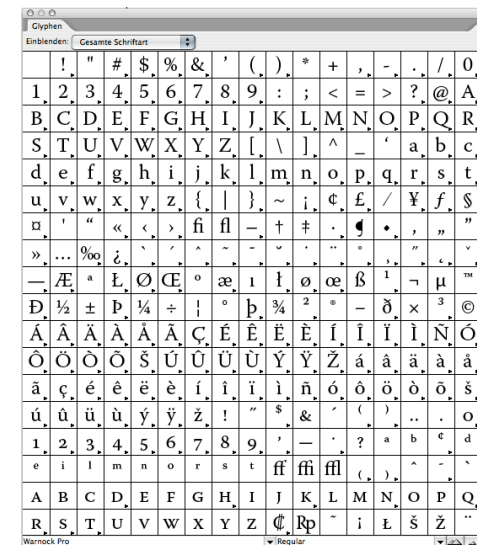 Glyphen
Einblenden: Gesamte Schriftart
! " # $ % & ’ ( ) * + , - . / 0
1 2 3 4 5 6 7 8 9 : ; < = > ? @ A
B C D E F G H I J K L M N O P Q R
S T U V W X Y Z [ \ ] ^ _ ‘ a b c
d e f g h i j k l m n o p q r s t
u v w x y z { | } ~ ¡ ¢ £ ⁄ ¥ ƒ §
¤ ' “ « ‹ › fi fl – † ‡ · ¶ • ‚ „ ”
» … ‰ ¿ ` ´ ˆ ˜ ¯ ˘ ˙ ¨ ˚ ¸ ˝ ˛ ˇ
— Æ ª Ł Ø Œ º æ ı ł ø œ ß ¹ ¬ µ ™
Ð ½ ± Þ ¼ ÷ ¦ ° þ ¾ ² ® − ð × ³ ©
Á Â Ä À Å Ã Ç É Ê Ë È Í Î Ï Ì Ñ Ó
Ô Ö Ò Õ Š Ú Û Ü Ù Ý Ÿ Ž á â ä à å
ã ç é ê ë è í î ï ì ñ ó ô ö ò õ š
ú û ü ù ý ÿ ž ! ˝ $ & ´ ( ) .. . 0
1 2 3 4 5 6 7 8 9 , — · ? a b ¢ d
e i l m n o r s t ff ffi ffl ( ) ^ - `
A B C D E F G H I J K L M N O P Q
R S T U V W X Y Z ₡ Rp ˜ ¡ Ł Š Ž ¨
Warnock Pro Regular